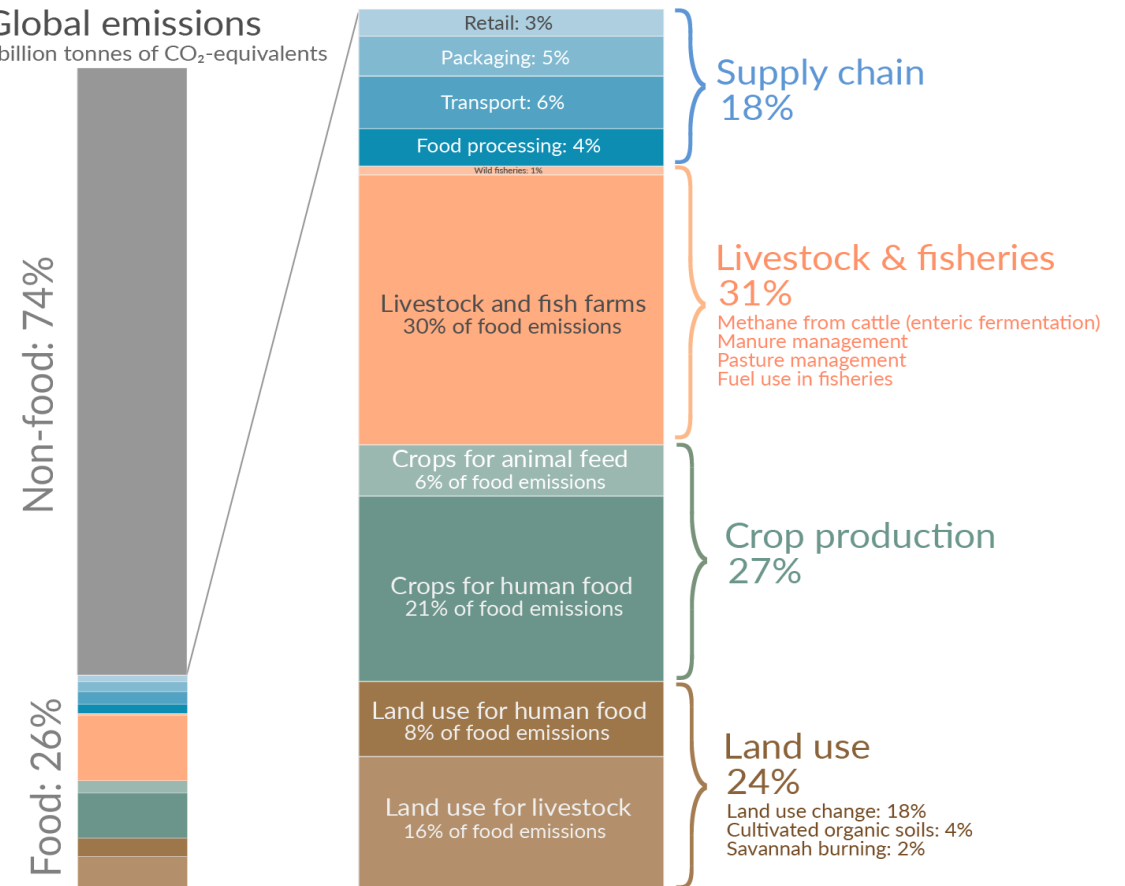 Global emissions
billion tonnes of CO₂-equivalents
Non-food: 74%
Food: 26%
Retail: 3%
Packaging: 5%
Transport: 6%
Food processing: 4%
Wild fisheries: 1%
Livestock and fish farms
30% of food emissions
Crops for animal feed
6% of food emissions
Crops for human food
21% of food emissions
Land use for human food
8% of food emissions
Land use for livestock
16% of food emissions
Supply chain
18%
Livestock & fisheries
31%
Methane from cattle (enteric fermentation)
Manure management
Pasture management
Fuel use in fisheries
Crop production
27%
Land use
24%
Land use change: 18%
Cultivated organic soils: 4%
Savannah burning: 2%